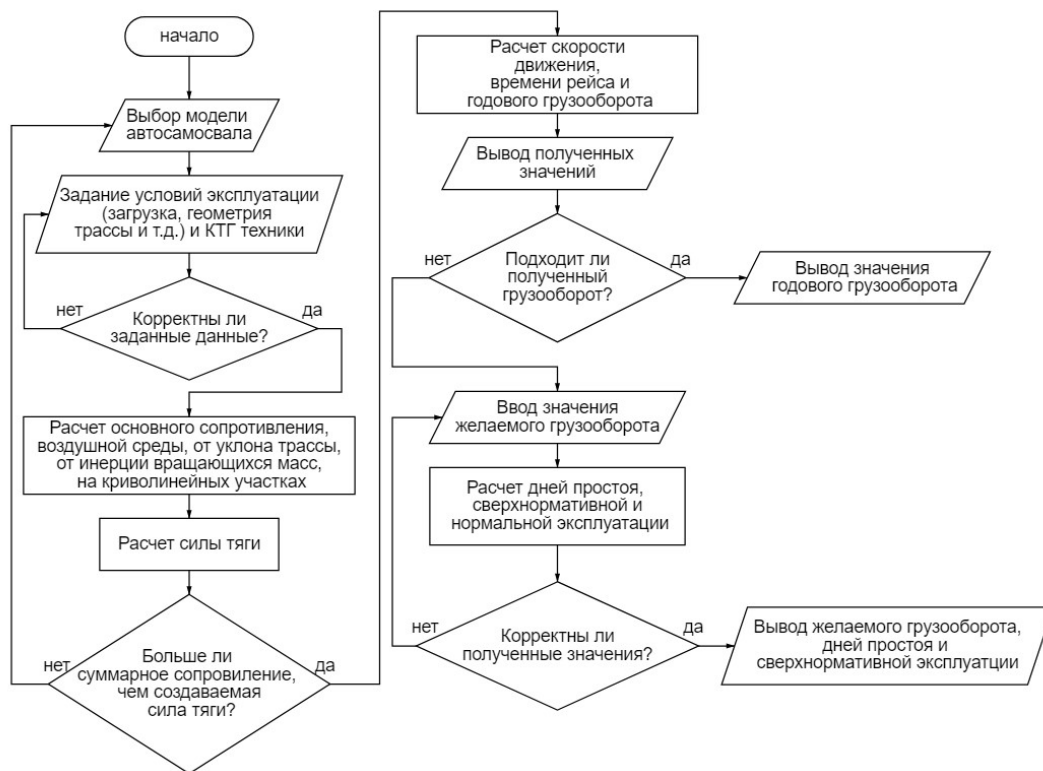 начало
Выбор модели
автосамосвала
Задание условий эксплуатации
(загрузка, геометрия
трассы и т.д.) и КТГ техники
нет
да
Корректны ли
заданные данные?
Расчет основного сопротивления,
воздушной среды, от уклона трассы,
от инерции вращающихся масс,
на криволинейных участках
Расчет силы тяги
нет
да
Больше ли
суммарное сопровиление,
чем создаваемая
сила тяги?
Расчет скорости
движения,
времени рейса и
годового грузооборота
Вывод полученных
значений
нет
да
Подходит ли
полученный
грузооборот?
Вывод значения
годового грузооборота
Ввод значения
желаемого грузооборота
Расчет дней простоя,
сверхнормативной и
нормальной эксплуатации
нет
да
Корректны ли
полученные значения?
Вывод желаемого грузооборота,
дней простоя и
сверхнормативной эксплуатции